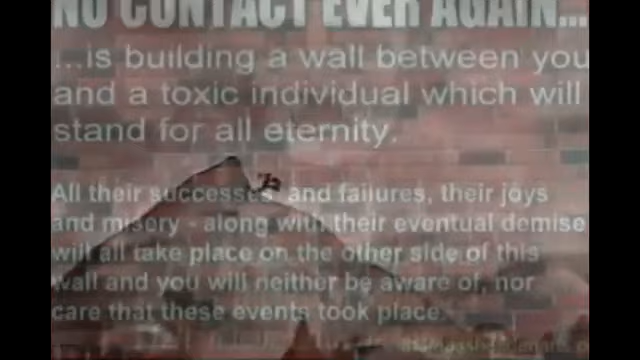 NO CONTACT EVER AGAIN...
...is building a wall between you
and a toxic individual which will
stand for all eternity.
All their successes and failures, their joys
and misery - along with their eventual demise
will all take place on the other side of this
wall and you will neither be aware of, nor
care that these events took place.